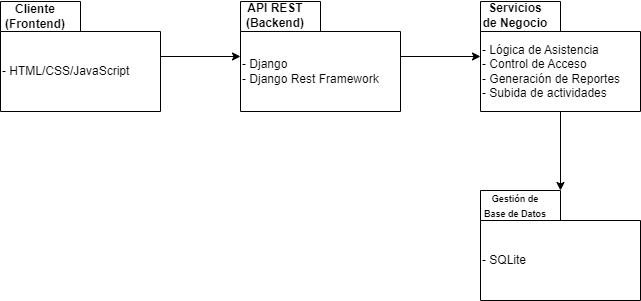 Cliente
(Frontend)
- HTML/CSS/JavaScript
API REST
(Backend)
- Django
- Django Rest Framework
Servicios
de Negocio
- Lógica de Asistencia
- Control de Acceso
- Generación de Reportes
- Subida de actividades
Gestión de
Base de Datos
- SQLite